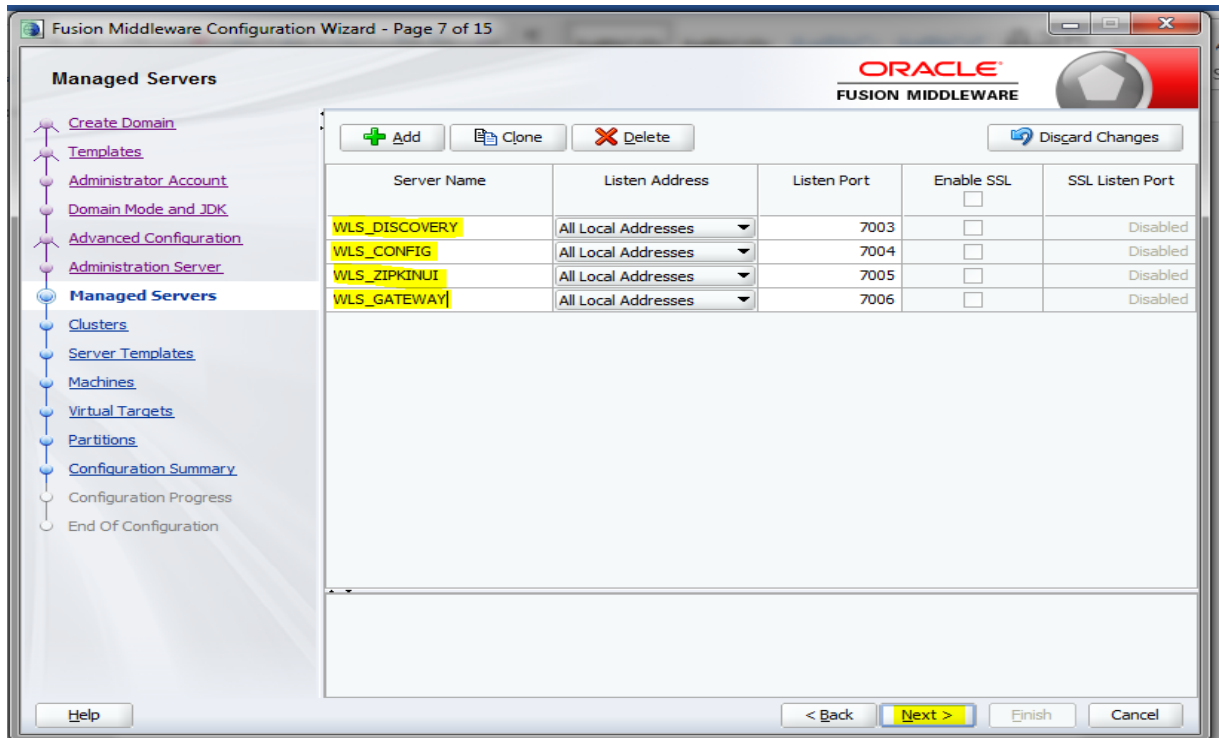 Fusion Middleware Configuration Wizard - Page 7 of 15
Managed Servers
ORACLE
FUSION MIDDLEWARE
Create Domain
Templates
Administrator Account
Domain Mode and JDK
Advanced Configuration
Administration Server
Managed Servers
Clusters
Server Templates
Machines
Virtual Targets
Partitions
Configuration Summary
Configuration Progress
End Of Configuration
Add Clone Delete Discard Changes
Server Name Listen Address Listen Port Enable SSL SSL Listen Port
WLS_DISCOVERY All Local Addresses 7003 Disabled
WLS_CONFIG All Local Addresses 7004 Disabled
WLS_ZIPKINUI All Local Addresses 7005 Disabled
WLS_GATEWAY All Local Addresses 7006 Disabled
Help < Back Next > Finish Cancel